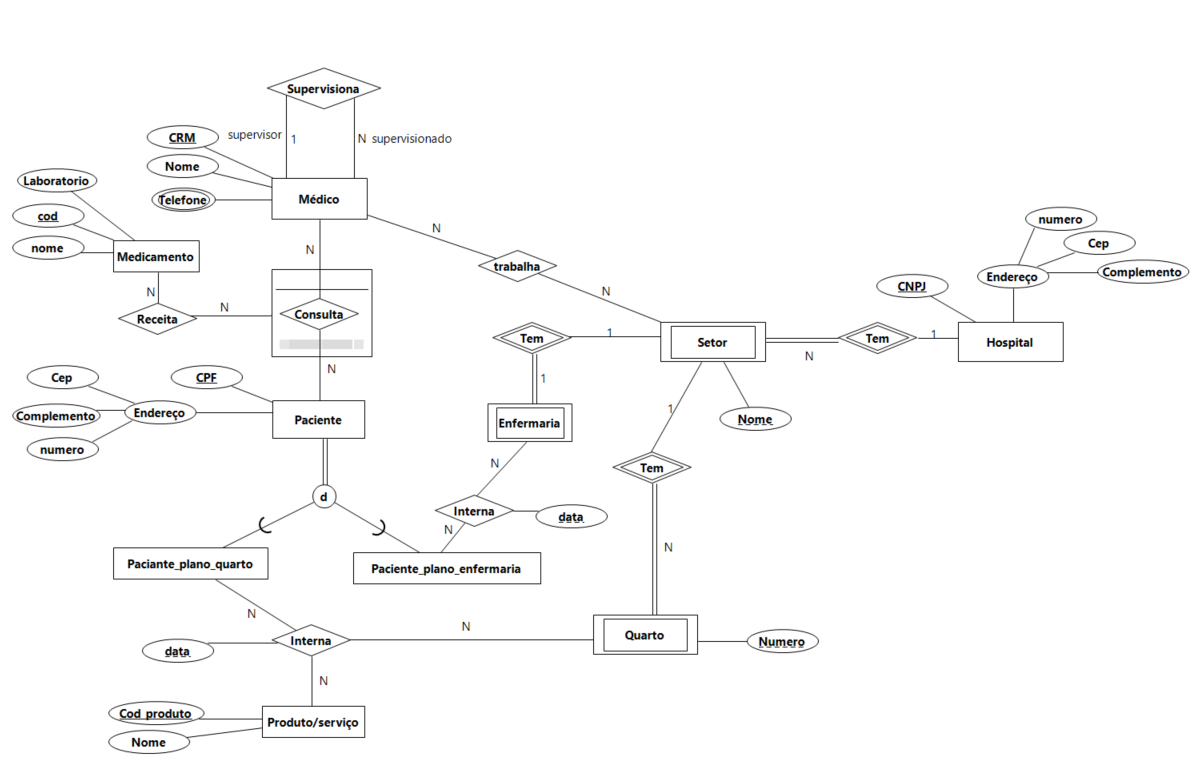 Supervisiona
supervisor
1
N
supervisionado
CRM
Nome
Telefone
Médico
Laboratorio
cod
nome
Medicamento
N
Receita
N
N
Consulta
N
trabalha
N
numero
Cep
Endereço
Complemento
CNPJ
Tem
1
Setor
N
Tem
1
Hospital
N
Cep
CPF
Complemento
Endereço
numero
Paciente
1
Enfermaria
1
Nome
Tem
d
N
Interna
data
N
Paciante_plano_quarto
Paciente_plano_enfermaria
N
N
N
Quarto
Numero
Interna
data
N
Cod_produto
Nome
Produto/serviço